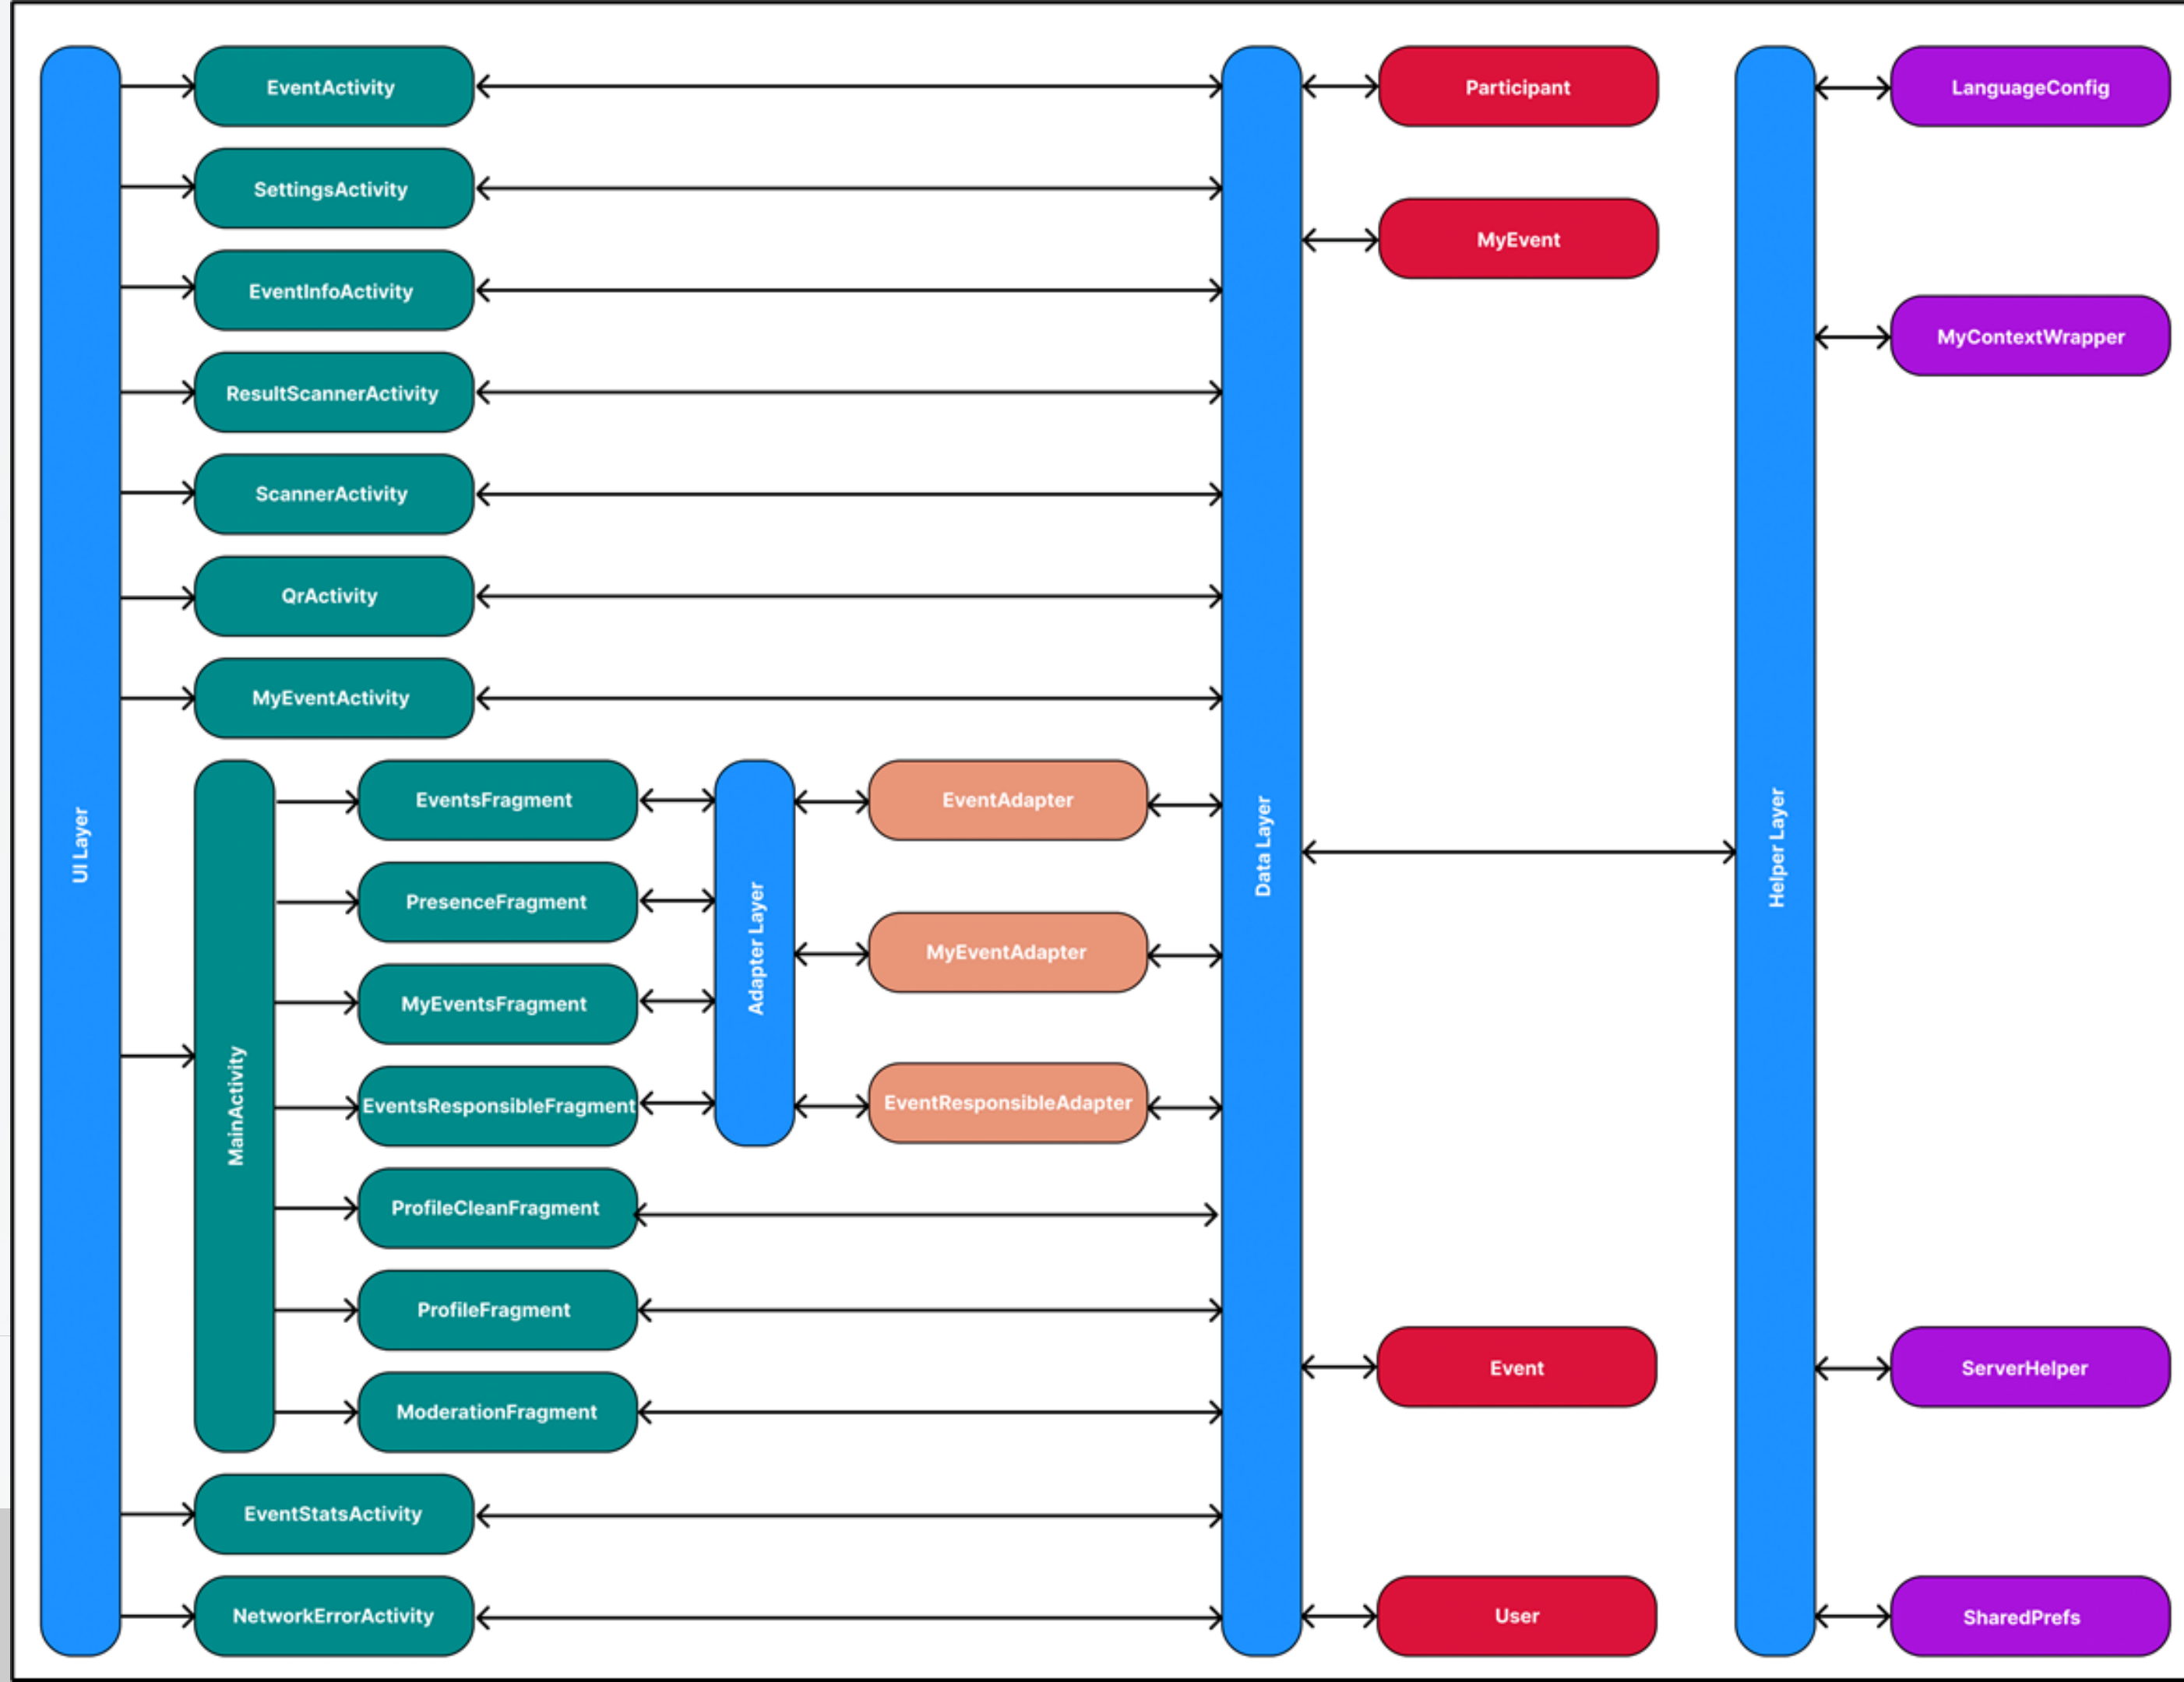 UI Layer
EventActivity
SettingsActivity
EventInfoActivity
ResultScannerActivity
ScannerActivity
QrActivity
MyEventActivity
MainActivity
EventsFragment
PresenceFragment
MyEventsFragment
EventsResponsibleFragment
ProfileCleanFragment
ProfileFragment
ModerationFragment
EventStatsActivity
NetworkErrorActivity
Adapter Layer
EventAdapter
MyEventAdapter
EventResponsibleAdapter
Data Layer
Participant
MyEvent
Event
User
Helper Layer
LanguageConfig
MyContextWrapper
ServerHelper
SharedPrefs